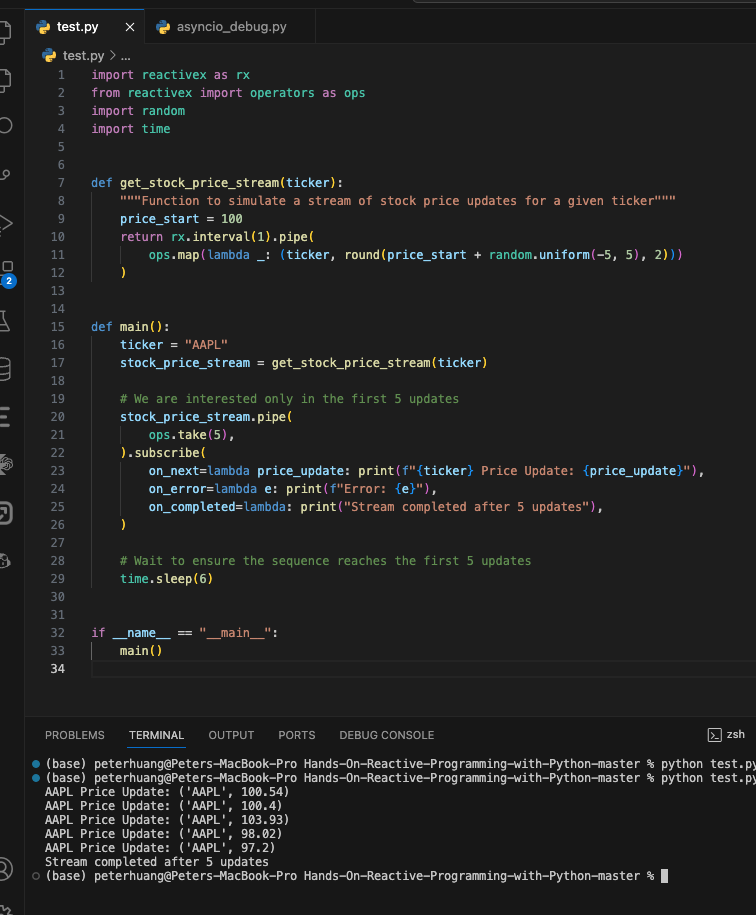 test.py
asyncio_debug.py
test.py > ...
1 import reactivex as rx
2 from reactivex import operators as ops
3 import random
4 import time
5
6
7 def get_stock_price_stream(ticker):
8     """Function to simulate a stream of stock price updates for a given ticker"""
9     price_start = 100
10     return rx.interval(1).pipe(
11         ops.map(lambda _: (ticker, round(price_start + random.uniform(-5, 5), 2)))
12     )
13
14
15 def main():
16     ticker = "AAPL"
17     stock_price_stream = get_stock_price_stream(ticker)
18
19     # We are interested only in the first 5 updates
20     stock_price_stream.pipe(
21         ops.take(5),
22     ).subscribe(
23         on_next=lambda price_update: print(f"{ticker} Price Update: {price_update}"),
24         on_error=lambda e: print(f"Error: {e}"),
25         on_completed=lambda: print("Stream completed after 5 updates"),
26     )
27
28     # Wait to ensure the sequence reaches the first 5 updates
29     time.sleep(6)
30
31
32 if __name__ == "__main__":
33     main()
34
2
PROBLEMS TERMINAL OUTPUT PORTS DEBUG CONSOLE zsh
(base) peterhuang@Peters-MacBook-Pro Hands-On-Reactive-Programming-with-Python-master % python test.py
(base) peterhuang@Peters-MacBook-Pro Hands-On-Reactive-Programming-with-Python-master % python test.py
AAPL Price Update: ('AAPL', 100.54)
AAPL Price Update: ('AAPL', 100.4)
AAPL Price Update: ('AAPL', 103.93)
AAPL Price Update: ('AAPL', 98.02)
AAPL Price Update: ('AAPL', 97.2)
Stream completed after 5 updates
(base) peterhuang@Peters-MacBook-Pro Hands-On-Reactive-Programming-with-Python-master %